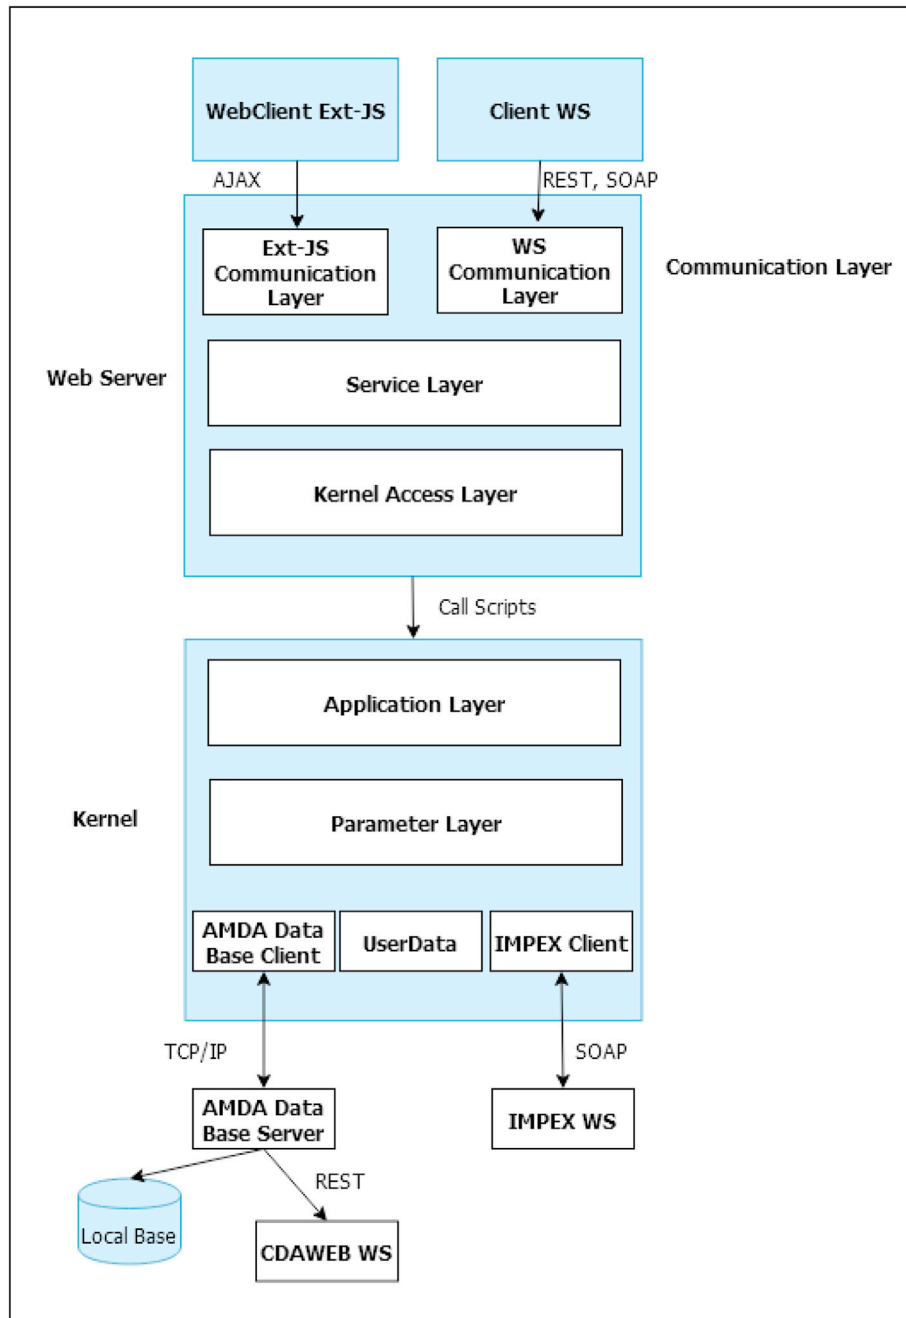 WebClient Ext-JS
Client WS
AJAX
REST, SOAP
Ext-JS
Communication
Layer
WS
Communication
Layer
Communication Layer
Web Server
Service Layer
Kernel Access Layer
Call Scripts
Application Layer
Kernel
Parameter Layer
AMDA Data
Base Client
UserData
IMPEX Client
TCP/IP
SOAP
AMDA Data
Base Server
IMPEX WS
REST
Local Base
CDAWEB WS